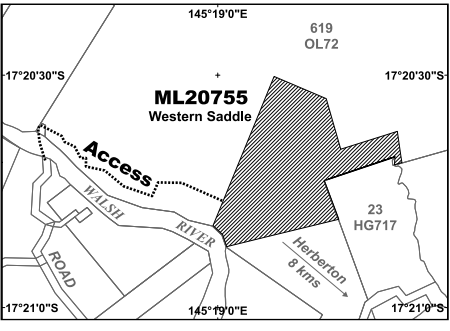 145°19'0"E
619
OL72
17°20'30"S
17°20'30"S
ML20755
Western Saddle
Access
WALSH
RIVER
23
HG717
ROAD
Herberton
8 kms
17°21'0"S
145°19'0"E
17°21'0"S